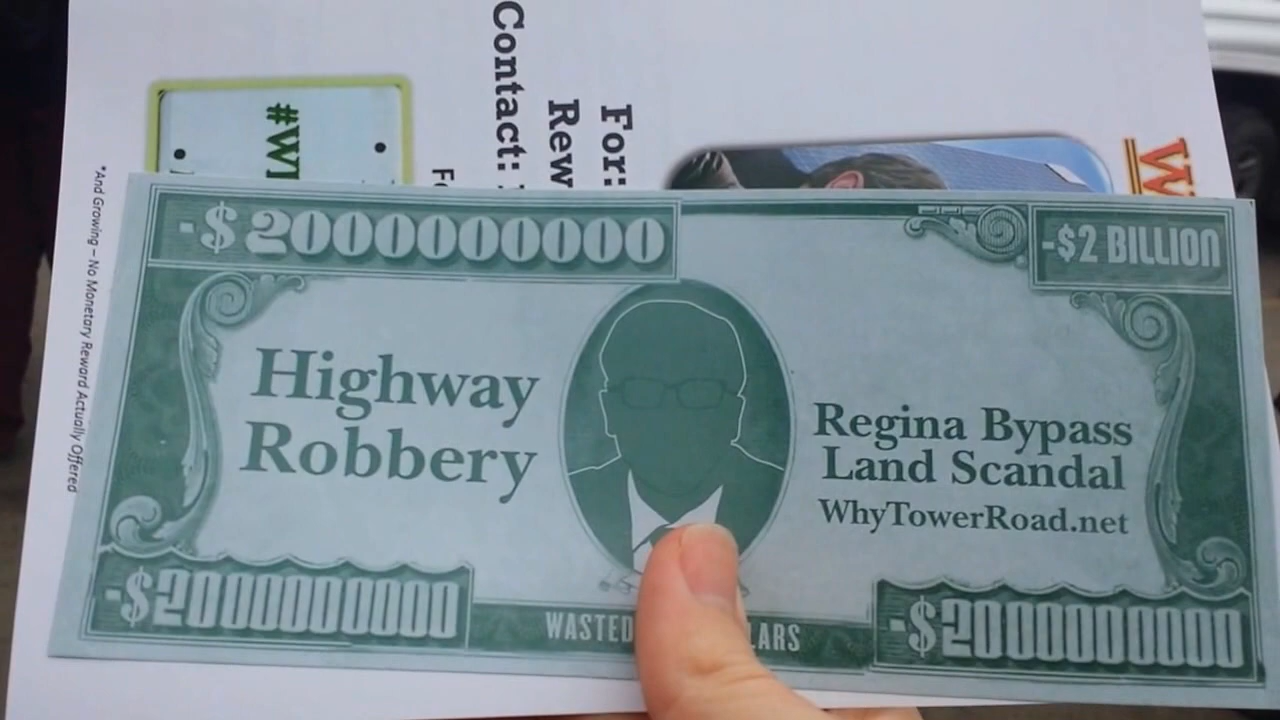 -$2000000000
-$2 BILLION
Highway
Robbery
Regina Bypass
Land Scandal
WhyTowerRoad.net
-$2000000000
WASTED
-$2000000000
For:
Rew
Contact:
*And Growing – No Monetary Reward Actually Offered